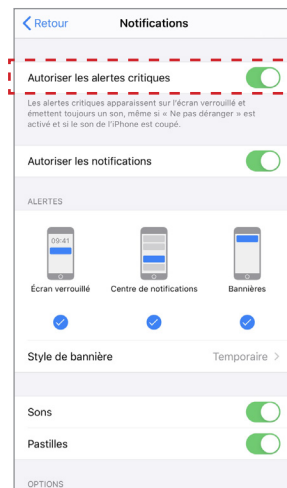 Retour
Notifications
Autoriser les alertes critiques
Les alertes critiques apparaissent sur l'écran verrouillé et
émettent toujours un son, même si « Ne pas déranger » est
activé et si le son de l'iPhone est coupé.
Autoriser les notifications
ALERTES
09:41
Écran verrouillé
Centre de notifications
Bannières
Style de bannière
Temporaire
Sons
Pastilles
OPTIONS